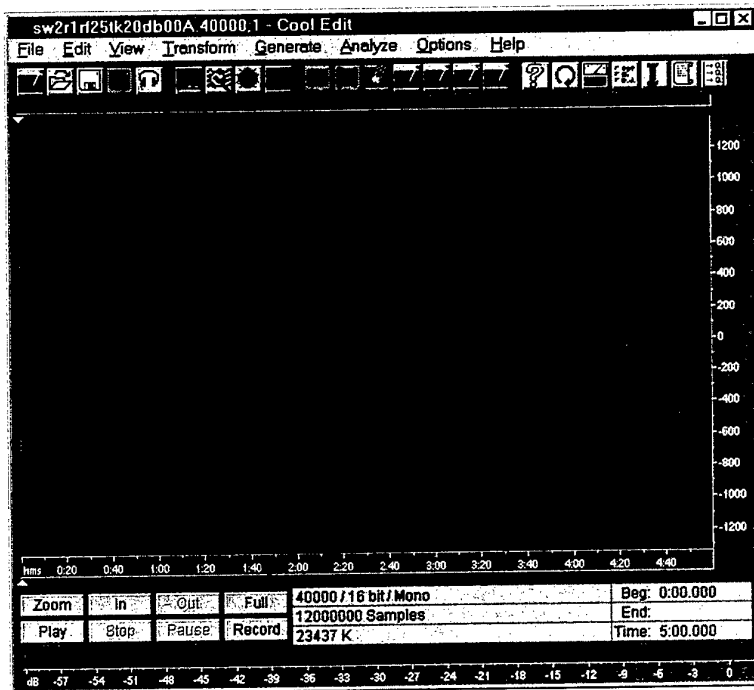 sw2r1rf25tk20db00A.40000;1 - Cool Edit
File Edit View Transform Generate Analyze Options Help
1200
1000
800
600
400
200
0
-200
-400
-600
-800
-1000
-1200
hms 0:20 0:40 1:00 1:20 1:40 2:00 2:20 2:40 3:00 3:20 3:40 4:00 4:20 4:40
Zoom In Out Full
40000 / 16 bit / Mono
Beg: 0:00.000
12000000 Samples
End:
Play Stop Pause Record
23437 K
Time: 5:00.000
dB -57 -54 -51 -48 -45 -42 -39 -36 -33 -30 -27 -24 -21 -18 -15 -12 -9 -6 -3 0